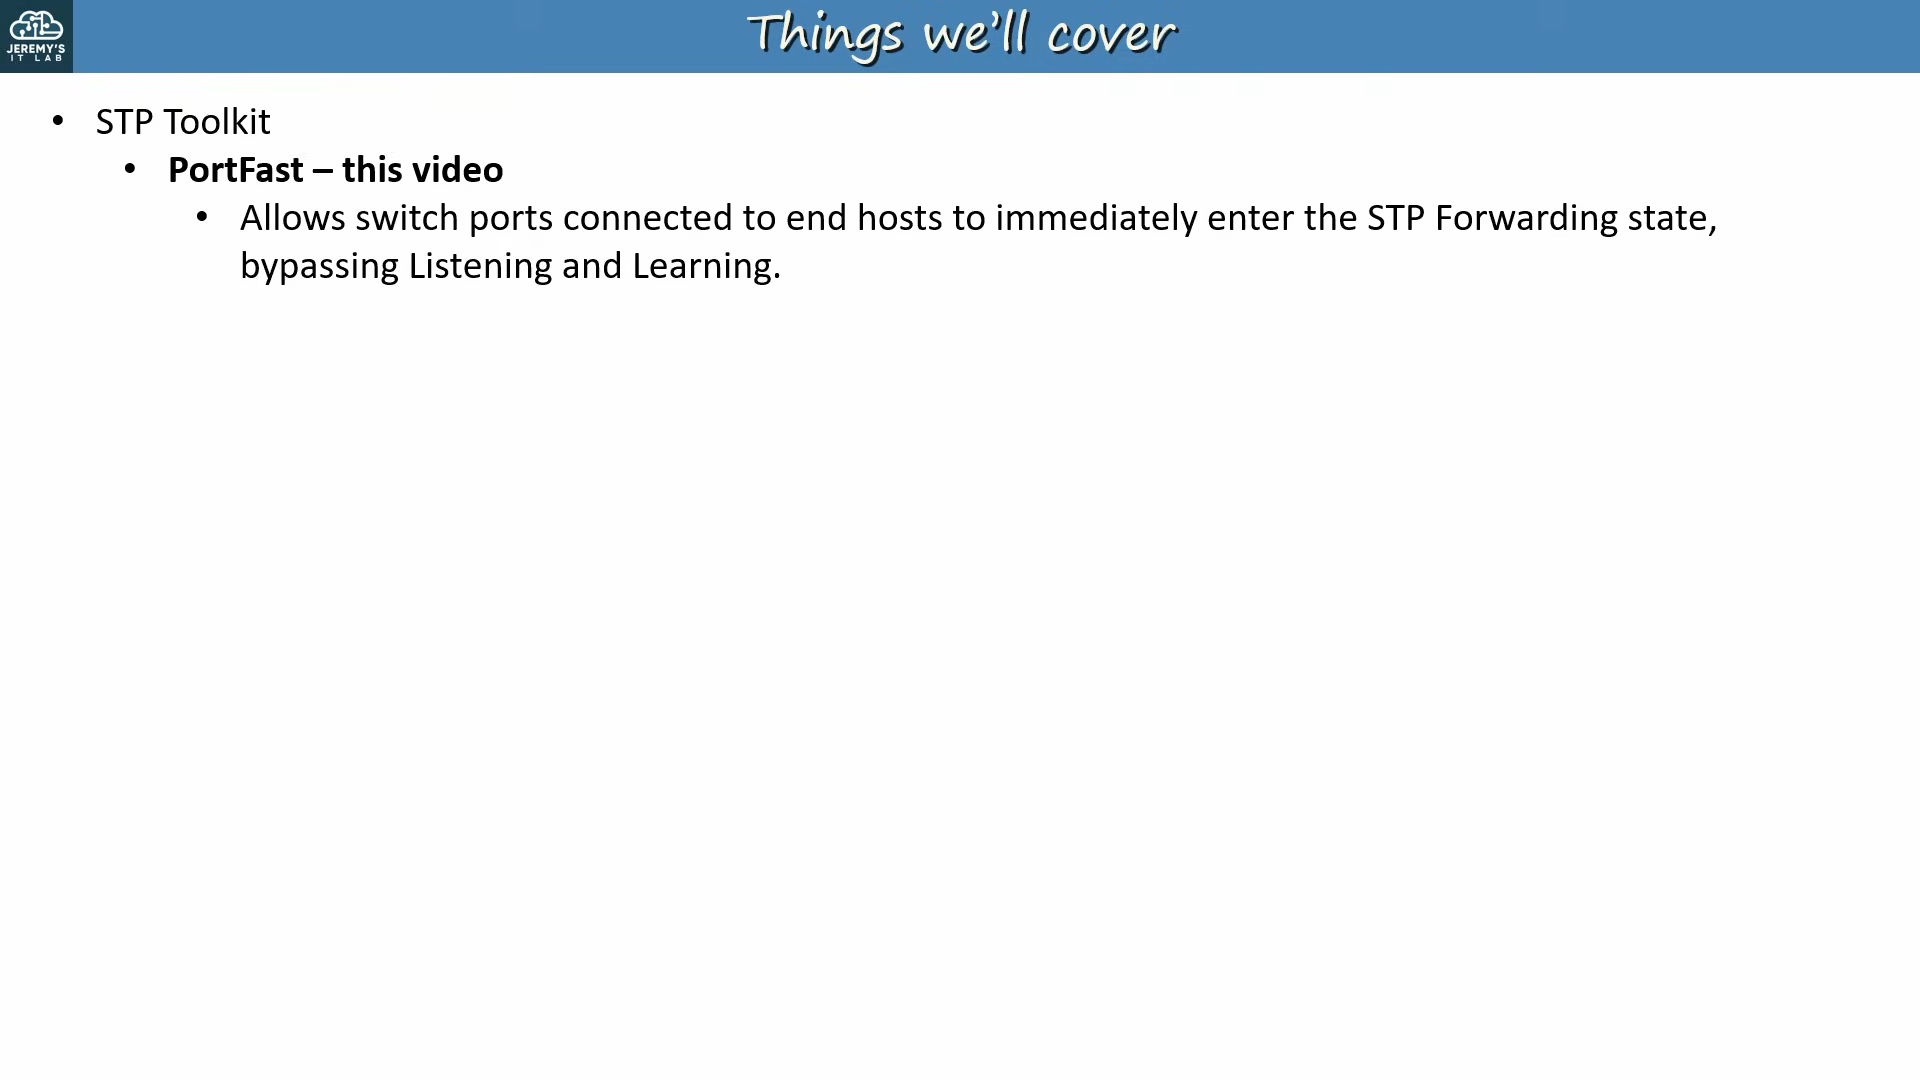 JEREMY'S
IT LAB
Things we'll cover
• STP Toolkit
• PortFast – this video
• Allows switch ports connected to end hosts to immediately enter the STP Forwarding state,
bypassing Listening and Learning.